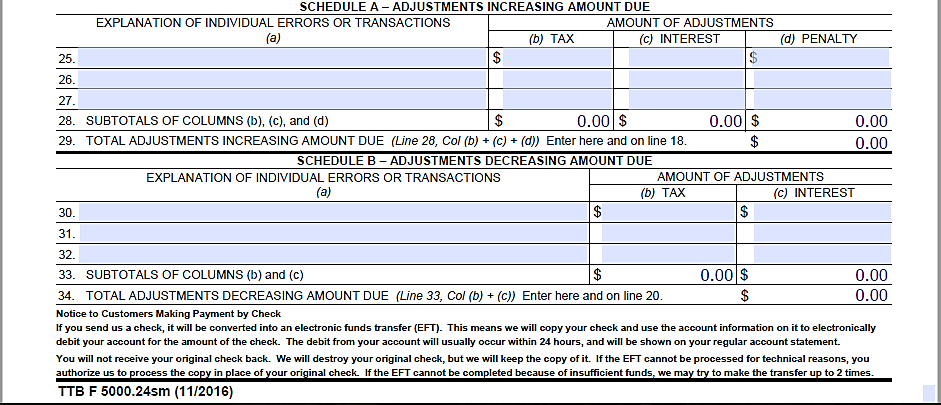 SCHEDULE A – ADJUSTMENTS INCREASING AMOUNT DUE
EXPLANATION OF INDIVIDUAL ERRORS OR TRANSACTIONS AMOUNT OF ADJUSTMENTS
(a) (b) TAX (c) INTEREST (d) PENALTY
25. $ $
26.
27.
28. SUBTOTALS OF COLUMNS (b), (c), and (d) $ 0.00 $ 0.00 $ 0.00
29. TOTAL ADJUSTMENTS INCREASING AMOUNT DUE (Line 28, Col (b) + (c) + (d)) Enter here and on line 18. $ 0.00
SCHEDULE B – ADJUSTMENTS DECREASING AMOUNT DUE
EXPLANATION OF INDIVIDUAL ERRORS OR TRANSACTIONS AMOUNT OF ADJUSTMENTS
(a) (b) TAX (c) INTEREST
30. $ $
31.
32.
33. SUBTOTALS OF COLUMNS (b) and (c) $ 0.00 $ 0.00
34. TOTAL ADJUSTMENTS DECREASING AMOUNT DUE (Line 33, Col (b) + (c)) Enter here and on line 20. $ 0.00
Notice to Customers Making Payment by Check
If you send us a check, it will be converted into an electronic funds transfer (EFT). This means we will copy your check and use the account information on it to electronically
debit your account for the amount of the check. The debit from your account will usually occur within 24 hours, and will be shown on your regular account statement.
You will not receive your original check back. We will destroy your original check, but we will keep the copy of it. If the EFT cannot be processed for technical reasons, you
authorize us to process the copy in place of your original check. If the EFT cannot be completed because of insufficient funds, we may try to make the transfer up to 2 times.
TTB F 5000.24sm (11/2016)